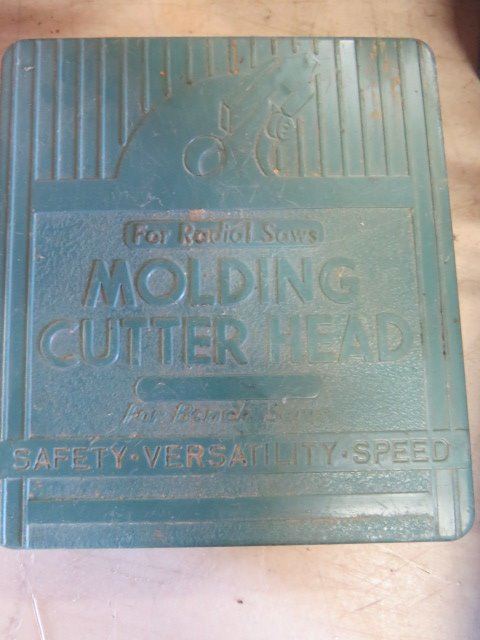 For Radial Saws
MOLDING
CUTTER HEAD
For Bench Saws
SAFETY·VERSATILITY·SPEED